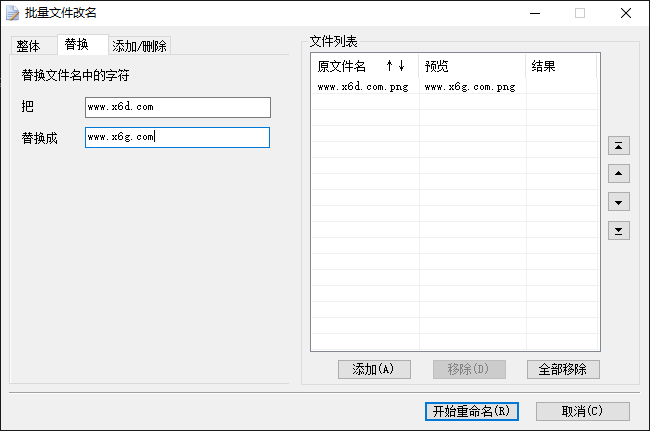 批量文件改名
整体 替换 添加/删除
替换文件名中的字符
把 www.x6d.com
替换成 www.x6g.com
文件列表
原文件名 ↑↓ 预览 结果
www.x6d.com.png www.x6g.com.png
添加(A) 移除(D) 全部移除
开始重命名(R) 取消(C)